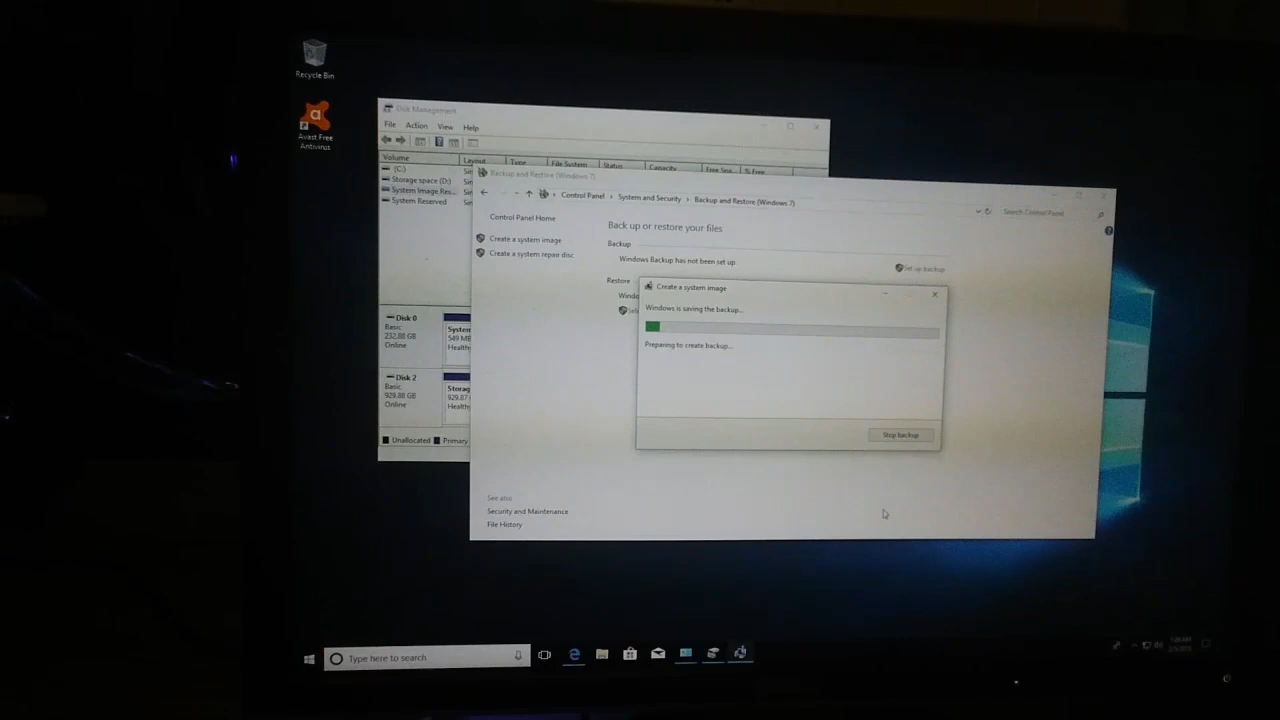 Recycle Bin
Avast Free
Antivirus
Disk Management
File Action View Help
Volume Layout Type File System Status Capacity Free Spa... % Free
(C:)
Storage space (D:)
System Image Res...
System Reserved
Backup and Restore (Windows 7)
Control Panel › System and Security › Backup and Restore (Windows 7)
Search Control Panel
Control Panel Home
Create a system image
Create a system repair disc
Back up or restore your files
Backup
Windows Backup has not been set up.
Set up backup
Restore
Windo
Sele
Create a system image
Windows is saving the backup...
Preparing to create backup...
Stop backup
Disk 0
Basic
232.88 GB
Online
System
549 MB
Healthy
Disk 2
Basic
929.88 GB
Online
Storag
929.87
Healthy
Unallocated Primary
See also
Security and Maintenance
File History
Type here to search